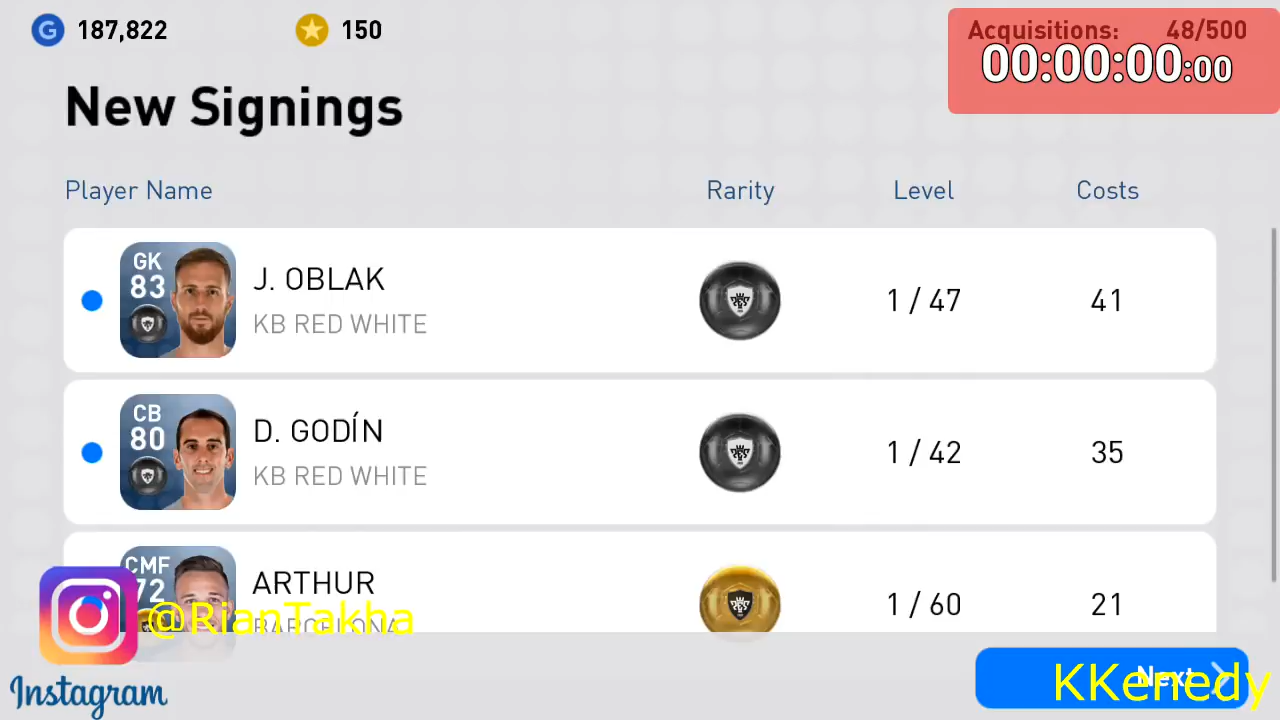 187,822
150
Acquisitions: 48/500
00:00:00:00
New Signings
Player Name Rarity Level Costs
GK
83
J. OBLAK
KB RED WHITE
1 / 47
41
CB
80
D. GODÍN
KB RED WHITE
1 / 42
35
CMF
72
ARTHUR
BARCELONA
1 / 60
21
@RianTakha
Instagram
Next
KKenedy